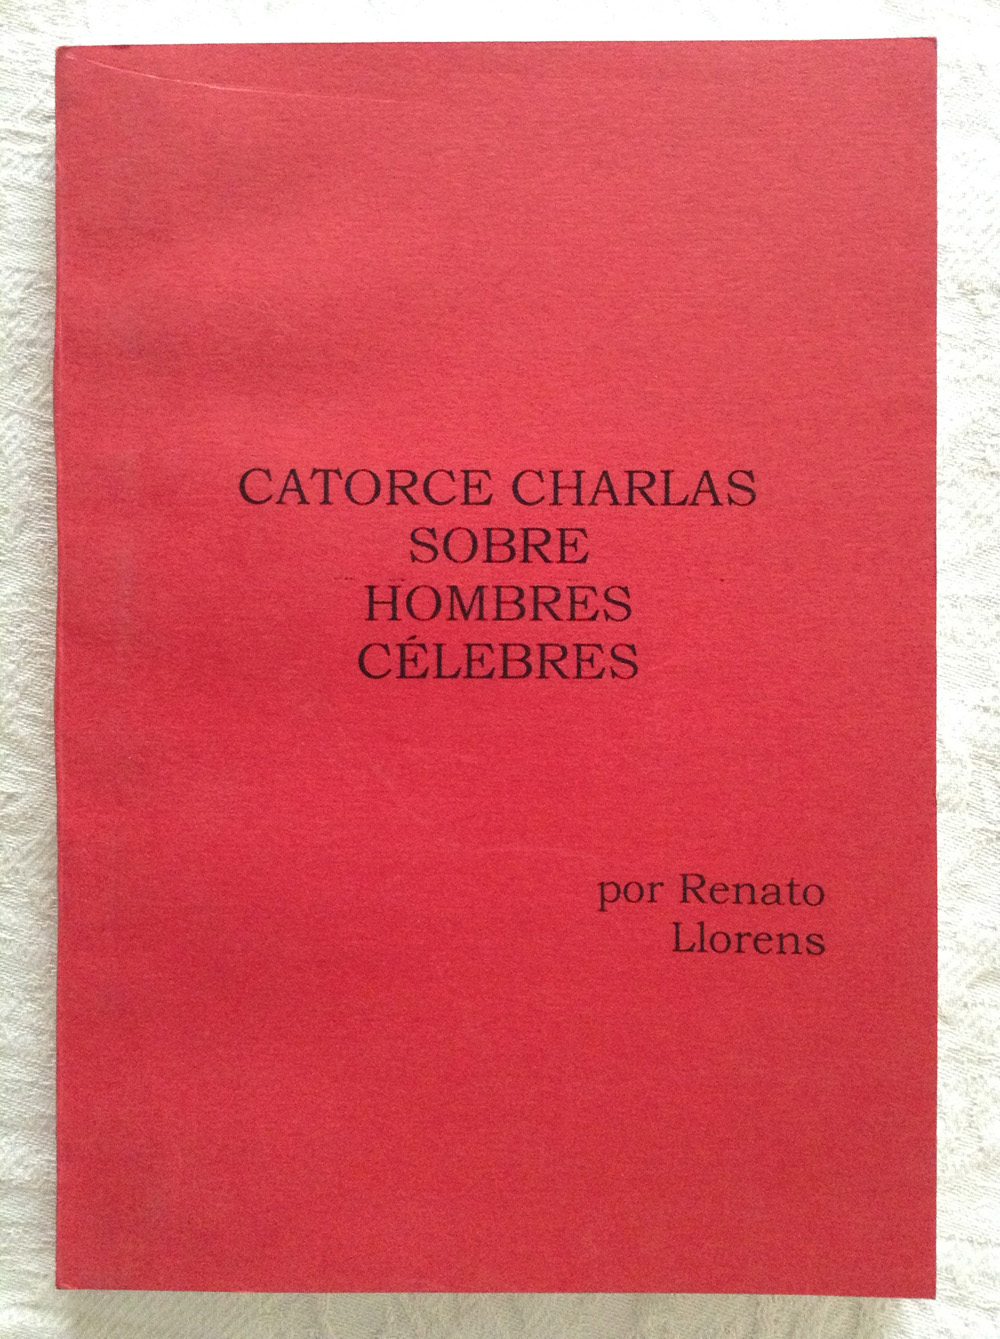 CATORCE CHARLAS
SOBRE
HOMBRES
CÉLEBRES
por Renato
Llorens